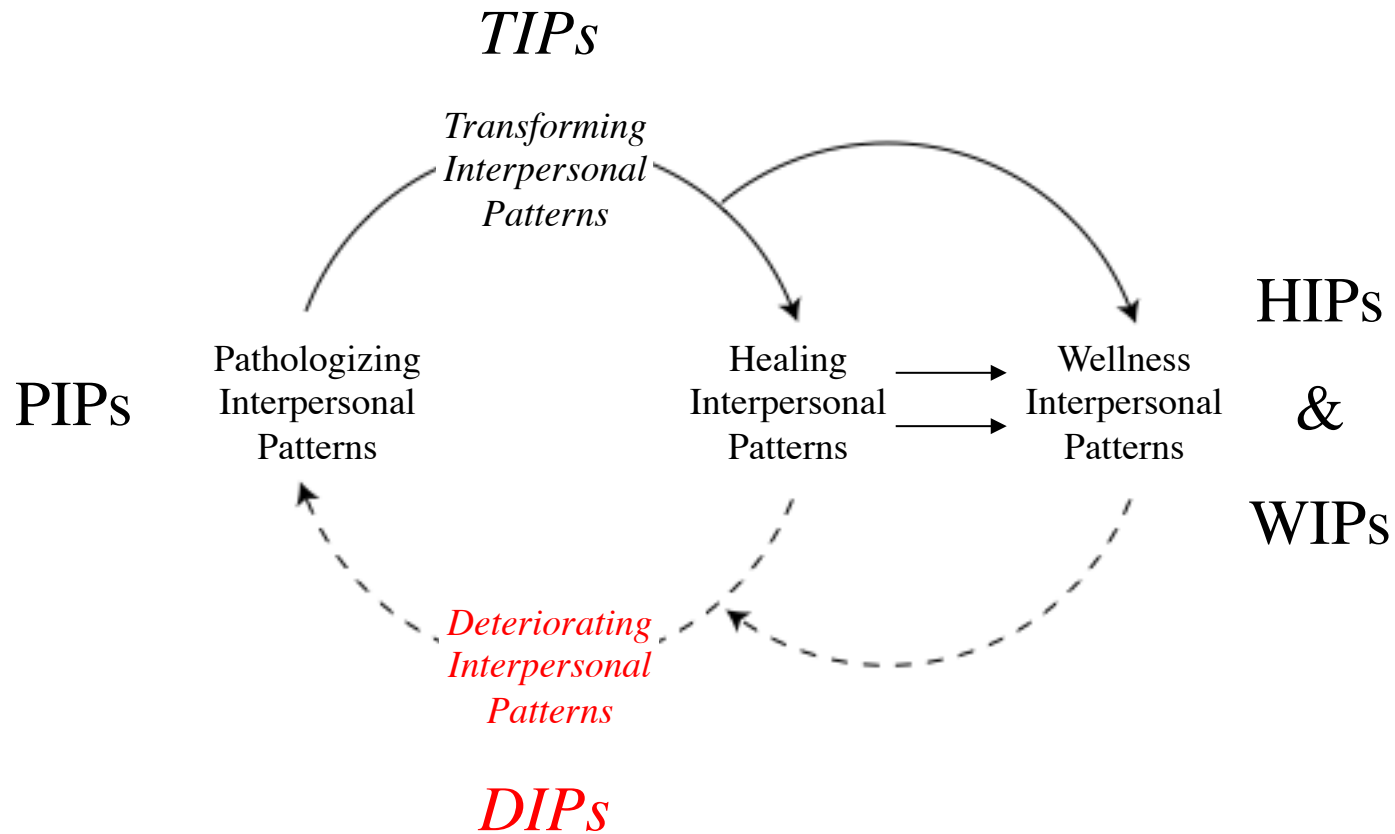 TIPs
Transforming
Interpersonal
Patterns
PIPs
Pathologizing
Interpersonal
Patterns
Healing
Interpersonal
Patterns
Wellness
Interpersonal
Patterns
HIPs
&
WIPs
Deteriorating
Interpersonal
Patterns
DIPs